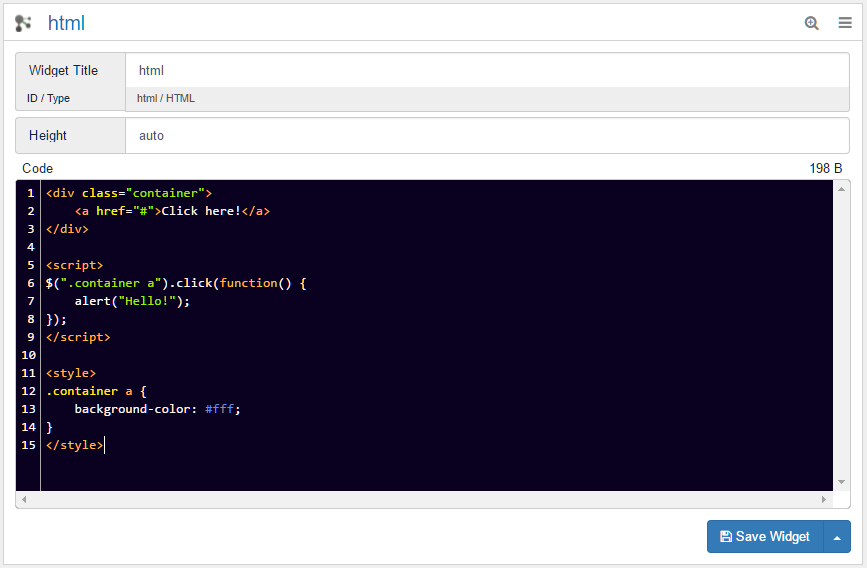 html
Widget Title html
ID / Type html / HTML
Height auto
Code 198 B
1 <div class="container">
2     <a href="#">Click here!</a>
3 </div>
4
5 <script>
6 $(".container a").click(function() {
7     alert("Hello!");
8 });
9 </script>
10
11 <style>
12 .container a {
13     background-color: #fff;
14 }
15 </style>
Save Widget